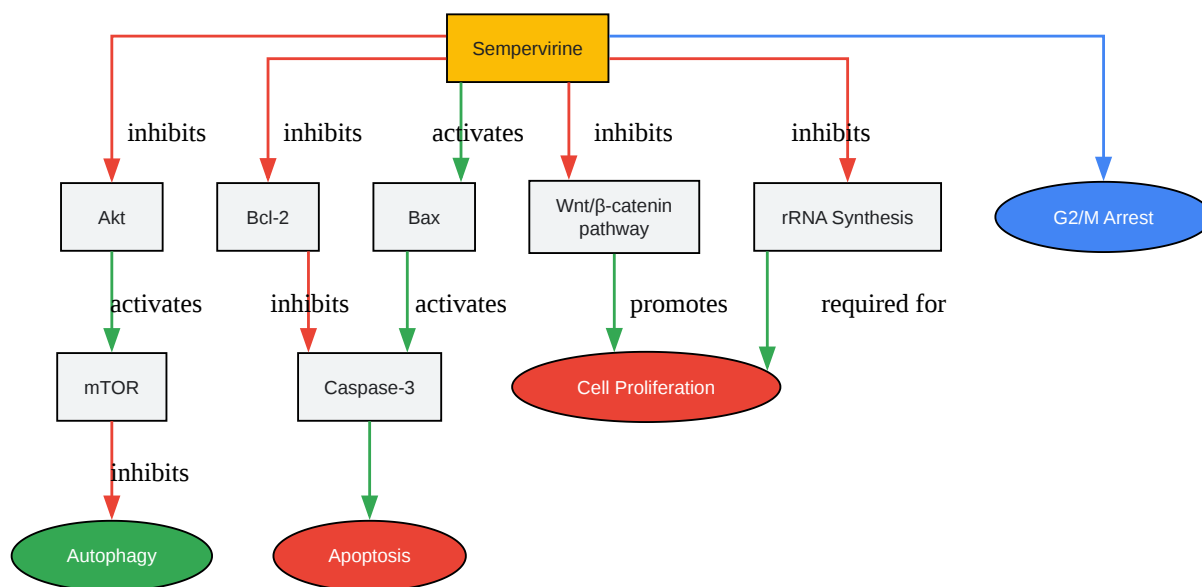 Sempervirine
inhibits
inhibits
activates
inhibits
inhibits
Akt
Bcl-2
Bax
Wnt/β-catenin
pathway
rRNA Synthesis
G2/M Arrest
activates
inhibits
activates
promotes
required for
mTOR
Caspase-3
Cell Proliferation
inhibits
Autophagy
Apoptosis